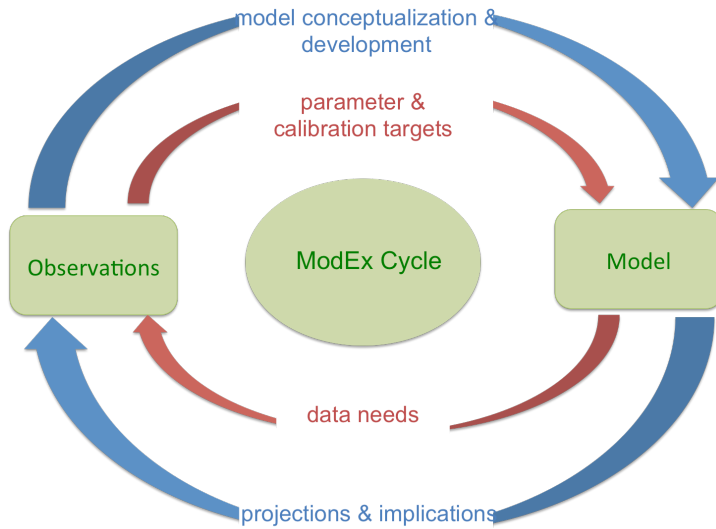 model conceptualization &
development
parameter &
calibration targets
Observations
ModEx Cycle
Model
data needs
projections & implications